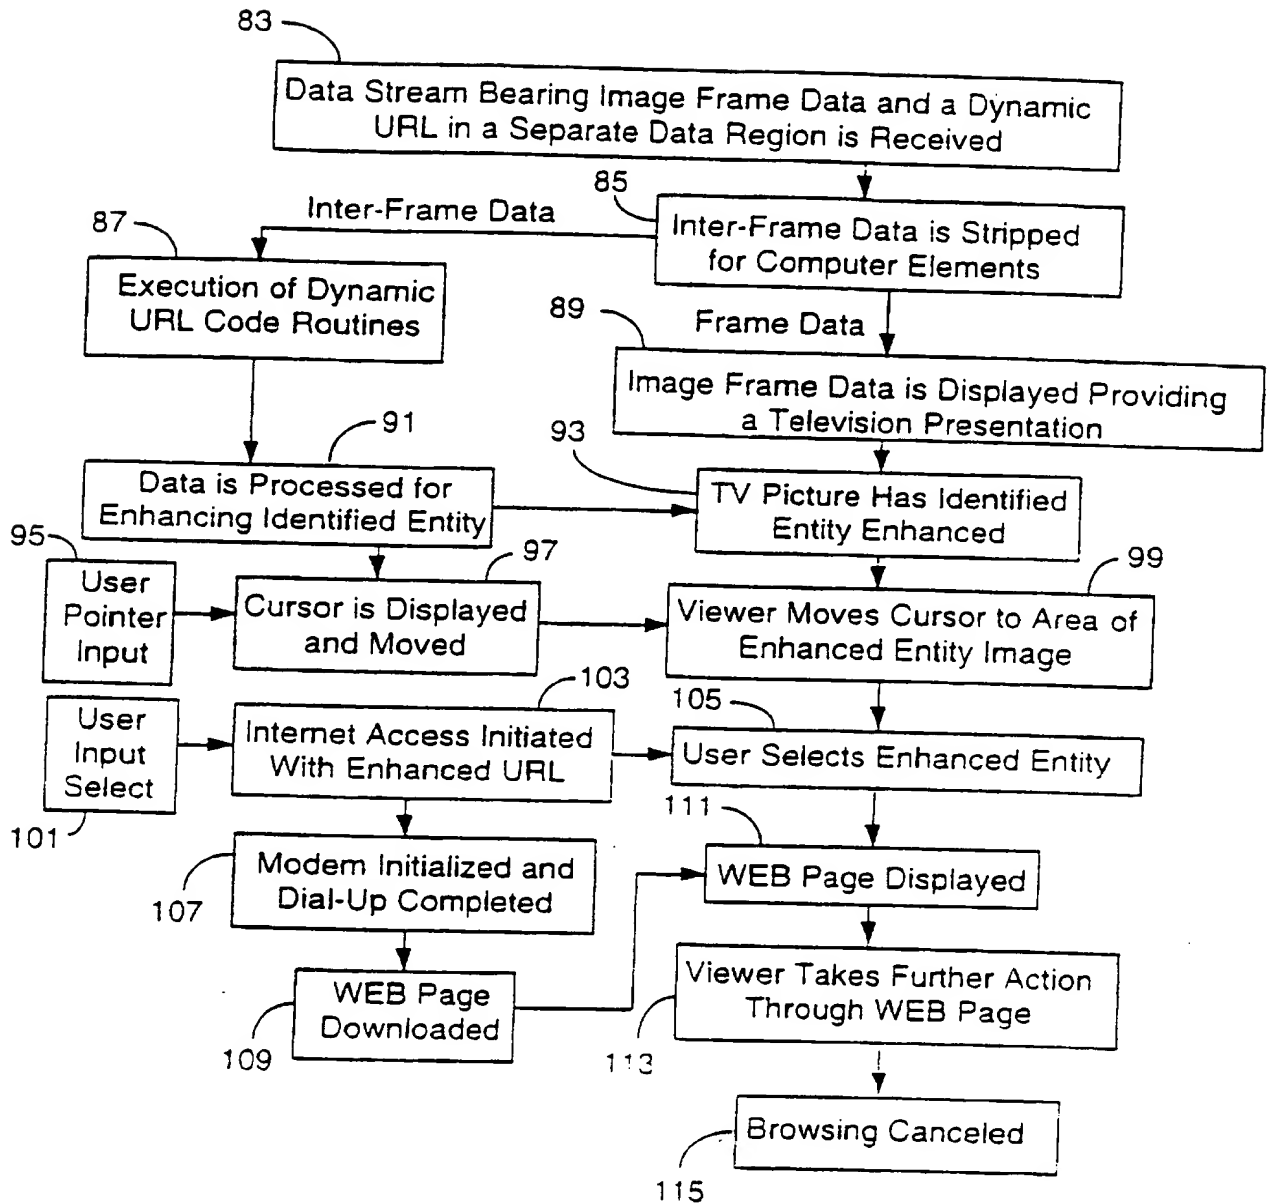 83
Data Stream Bearing Image Frame Data and a Dynamic
URL in a Separate Data Region is Received
85
Inter-Frame Data
87
Inter-Frame Data is Stripped
for Computer Elements
Execution of Dynamic
URL Code Routines
89
Frame Data
Image Frame Data is Displayed Providing
a Television Presentation
91
93
Data is Processed for
Enhancing Identified Entity
TV Picture Has Identified
Entity Enhanced
95
97
99
User
Pointer
Input
Cursor is Displayed
and Moved
Viewer Moves Cursor to Area of
Enhanced Entity Image
103
105
User
Input
Select
101
Internet Access Initiated
With Enhanced URL
User Selects Enhanced Entity
111
Modem Initialized and
Dial-Up Completed
107
WEB Page Displayed
WEB Page
Downloaded
109
Viewer Takes Further Action
Through WEB Page
113
Browsing Canceled
115